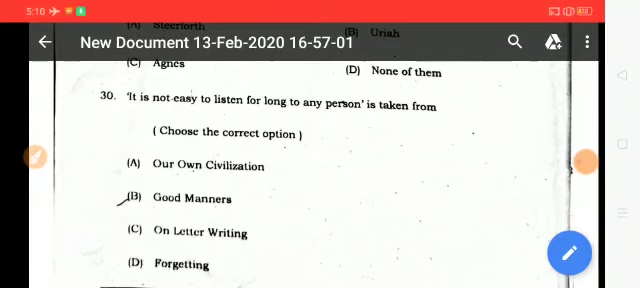 5:10
New Document 13-Feb-2020 16-57-01
(A) Steerforth
(B) Uriah
(C) Agnes
(D) None of them
30. 'It is not easy to listen for long to any person' is taken from
( Choose the correct option )
(A) Our Own Civilization
(B) Good Manners
(C) On Letter Writing
(D) Forgetting